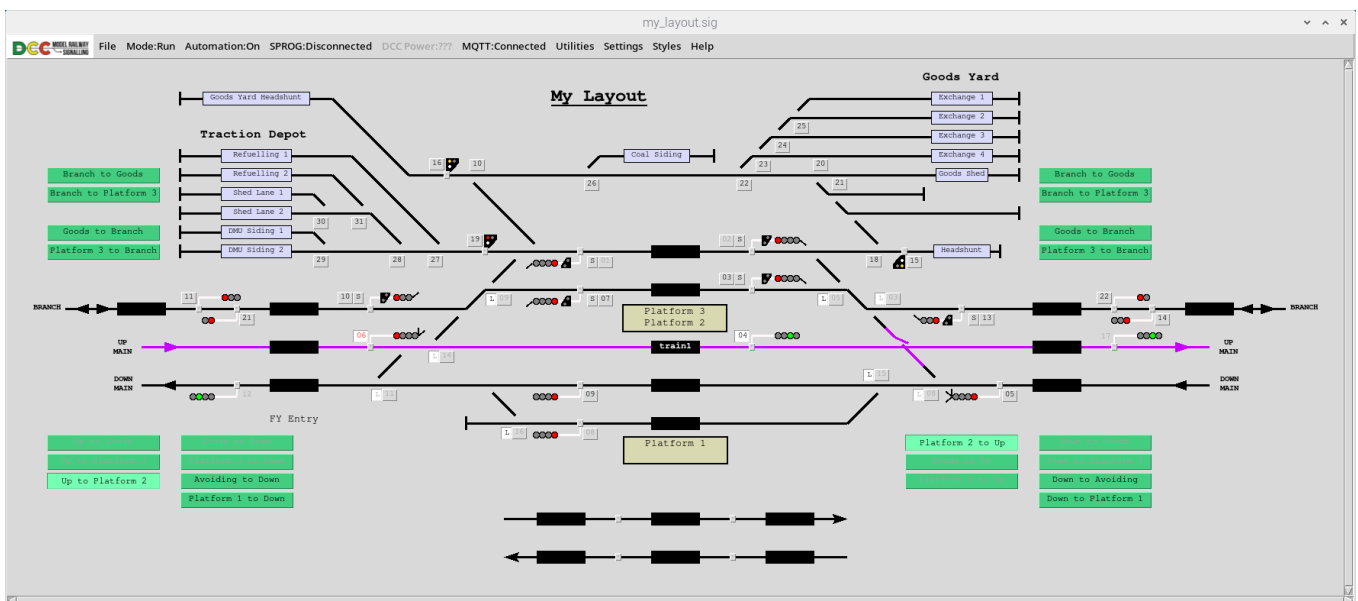 my_layout.sig
DCC MODEL RAILWAY SIGNALLING
File Mode:Run Automation:On SPROG:Disconnected DCC Power:??? MQTT:Connected Utilities Settings Styles Help
My Layout
Goods Yard
Goods Yard Headshunt
Exchange 1
Exchange 2
25
Traction Depot
Exchange 3
24
Refuelling 1
Coal Siding
Exchange 4
16
10
23
20
Branch to Goods
Refuelling 2
Goods Shed
Branch to Goods
26
22
21
Branch to Platform 3
Shed Lane 1
Branch to Platform 3
Shed Lane 2
30
31
Goods to Branch
DMU Siding 1
Goods to Branch
19
S
Platform 3 to Branch
DMU Siding 2
Headshunt
Platform 3 to Branch
29
28
27
S
18
15
03 S
11
10 S
L
S 07
L
L
22
BRANCH
BRANCH
21
Platform 3
Platform 2
S 13
14
06
04
17
UP
MAIN
train1
UP
MAIN
L
L
DOWN
MAIN
DOWN
MAIN
12
L
09
L
05
FY Entry
L
Platform 1
Platform 2 to Up
Up to Platform 2
Avoiding to Down
Down to Avoiding
Platform 1 to Down
Down to Platform 1